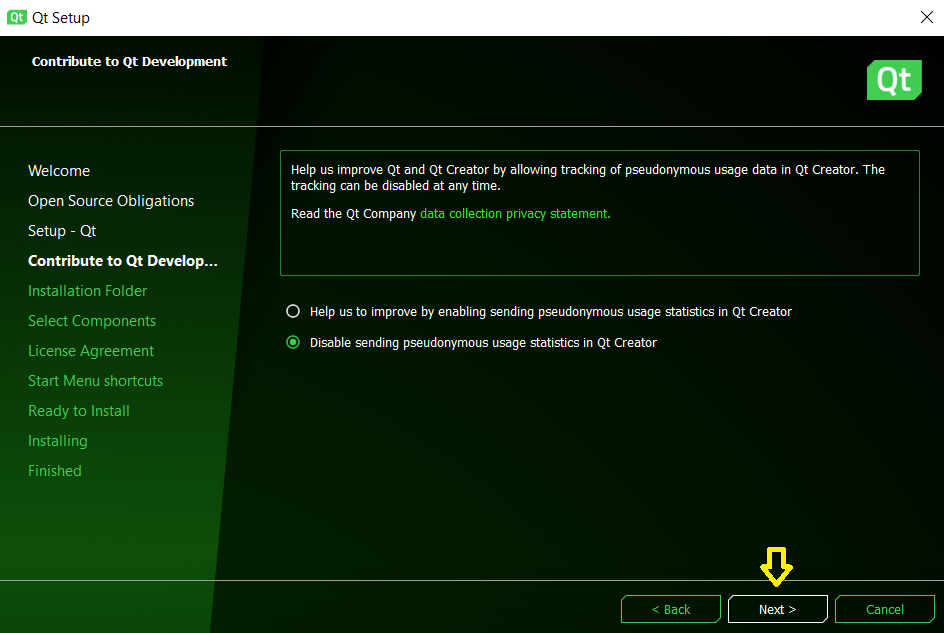 Qt Qt Setup
Contribute to Qt Development
Qt
Welcome
Open Source Obligations
Setup - Qt
Contribute to Qt Develop...
Installation Folder
Select Components
License Agreement
Start Menu shortcuts
Ready to Install
Installing
Finished
Help us improve Qt and Qt Creator by allowing tracking of pseudonymous usage data in Qt Creator. The
tracking can be disabled at any time.
Read the Qt Company data collection privacy statement.
Help us to improve by enabling sending pseudonymous usage statistics in Qt Creator
Disable sending pseudonymous usage statistics in Qt Creator
< Back
Next >
Cancel